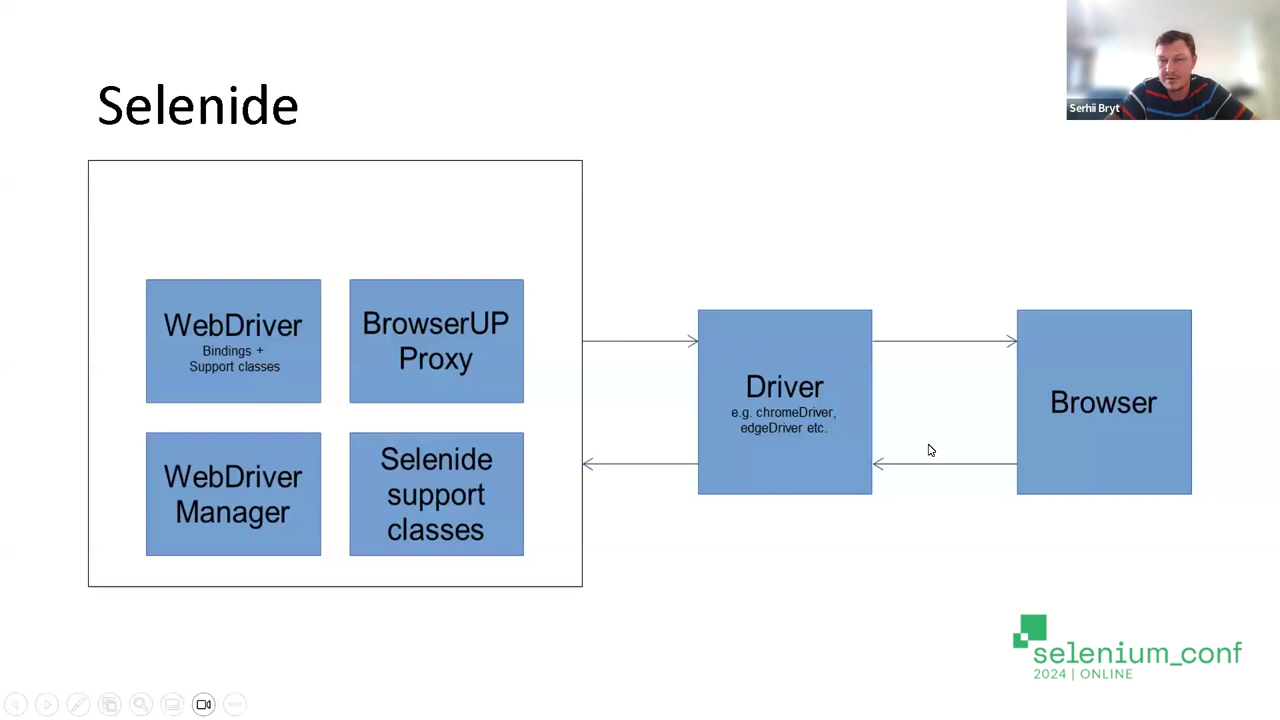 Selenide
Serhii Bryt
WebDriver
Bindings +
Support classes
BrowserUP
Proxy
WebDriver
Manager
Selenide
support
classes
Driver
e.g. chromeDriver,
edgeDriver etc.
Browser
selenium_conf
2024 | ONLINE